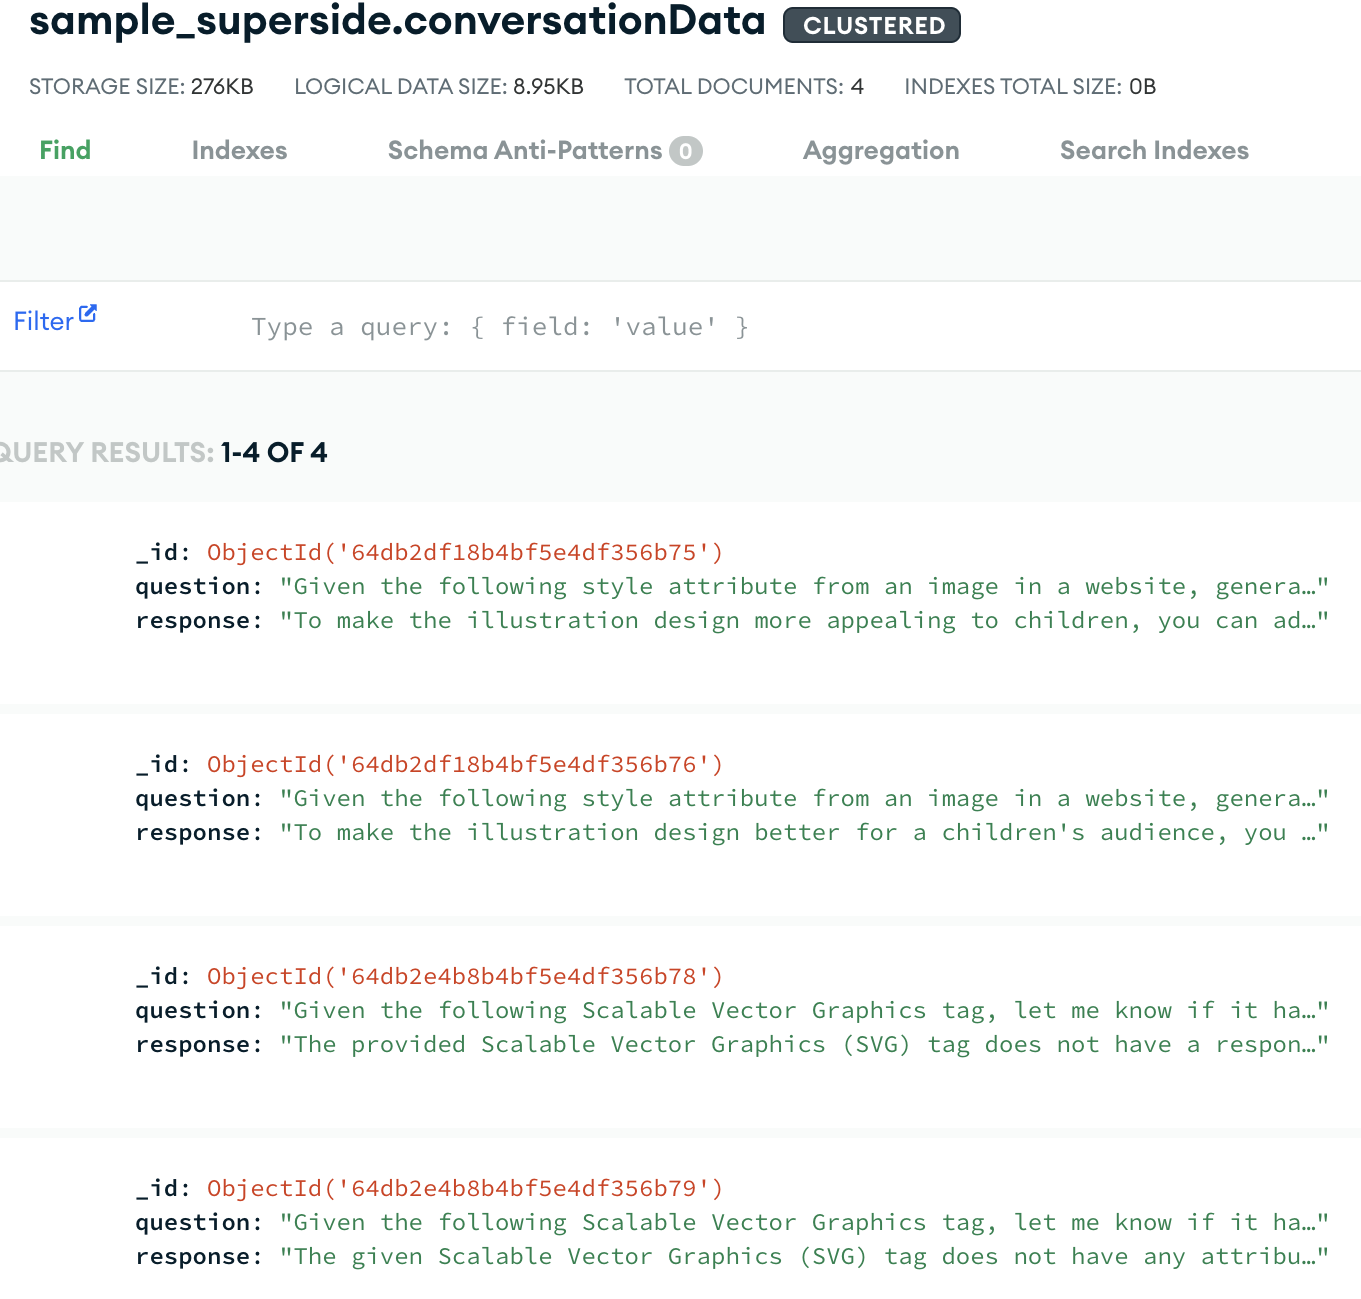 sample_superside.conversationData CLUSTERED
STORAGE SIZE: 276KB LOGICAL DATA SIZE: 8.95KB TOTAL DOCUMENTS: 4 INDEXES TOTAL SIZE: 0B
Find Indexes Schema Anti-Patterns 0 Aggregation Search Indexes
Filter Type a query: { field: 'value' }
QUERY RESULTS: 1-4 OF 4
_id: ObjectId('64db2df18b4bf5e4df356b75')
question: "Given the following style attribute from an image in a website, genera…"
response: "To make the illustration design more appealing to children, you can ad…"
_id: ObjectId('64db2df18b4bf5e4df356b76')
question: "Given the following style attribute from an image in a website, genera…"
response: "To make the illustration design better for a children's audience, you …"
_id: ObjectId('64db2e4b8b4bf5e4df356b78')
question: "Given the following Scalable Vector Graphics tag, let me know if it ha…"
response: "The provided Scalable Vector Graphics (SVG) tag does not have a respon…"
_id: ObjectId('64db2e4b8b4bf5e4df356b79')
question: "Given the following Scalable Vector Graphics tag, let me know if it ha…"
response: "The given Scalable Vector Graphics (SVG) tag does not have any attribu…"